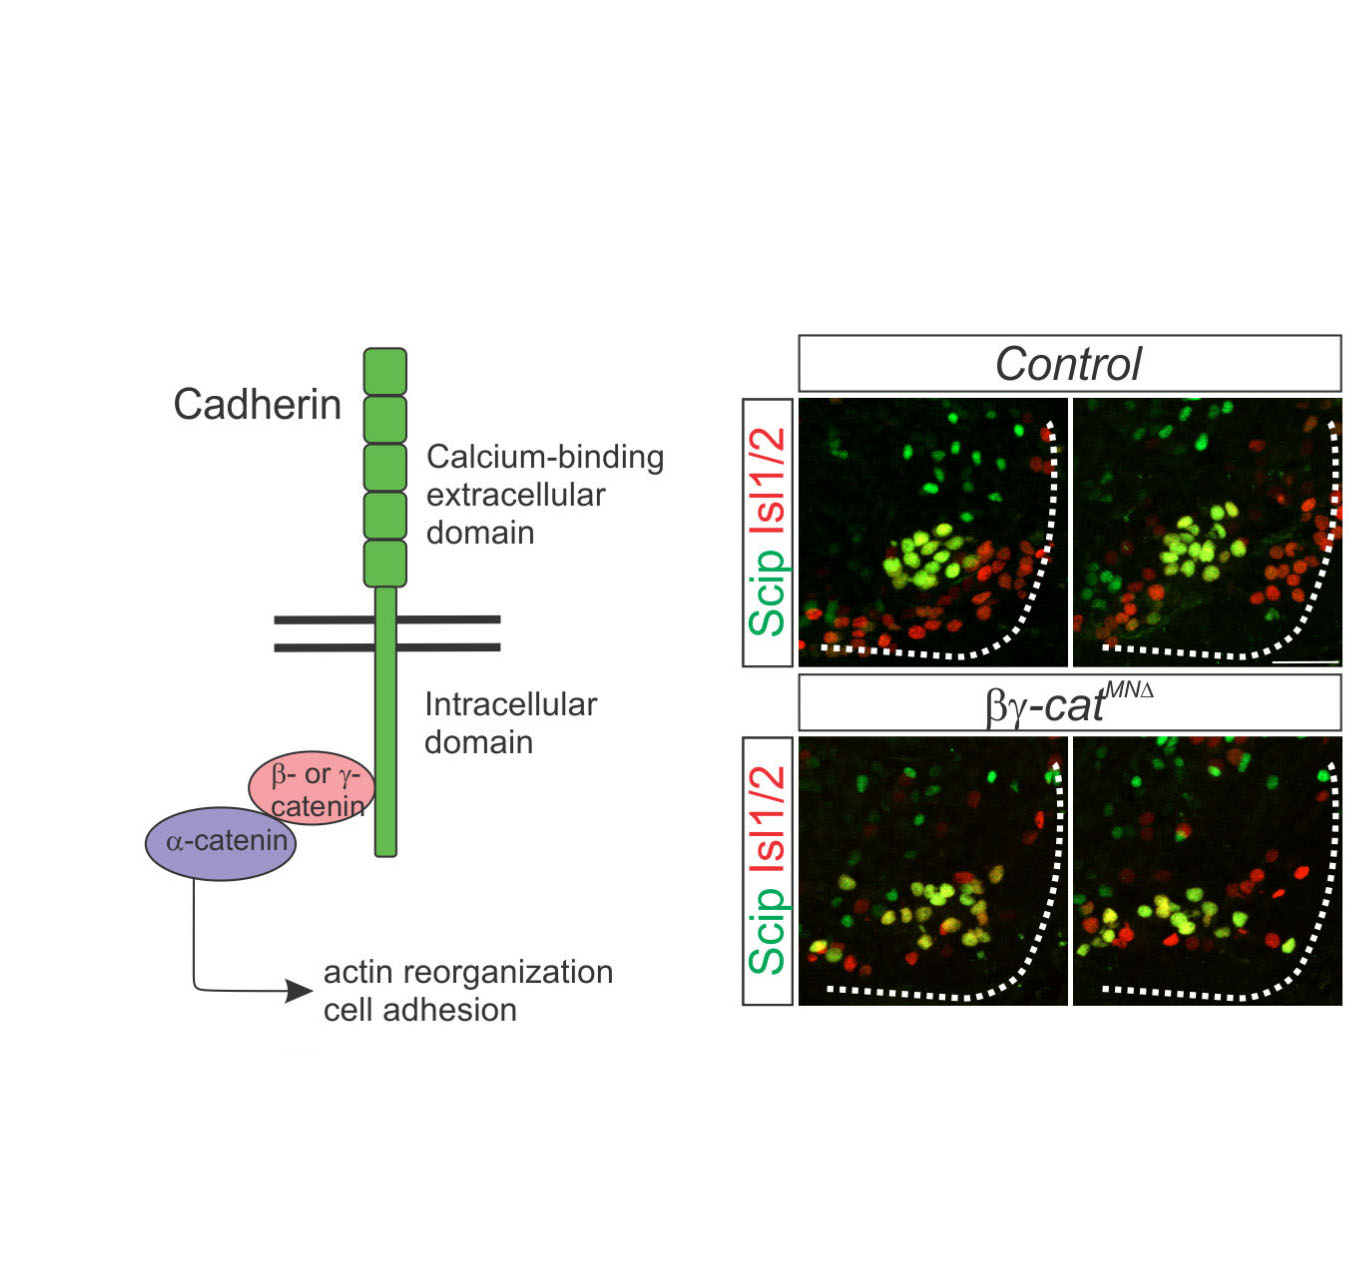 Cadherin
Calcium-binding
extracellular
domain
Intracellular
domain
β- or γ-
catenin
α-catenin
actin reorganization
cell adhesion
Control
Scip Isl1/2
βγ-cat^MNΔ
Scip Isl1/2